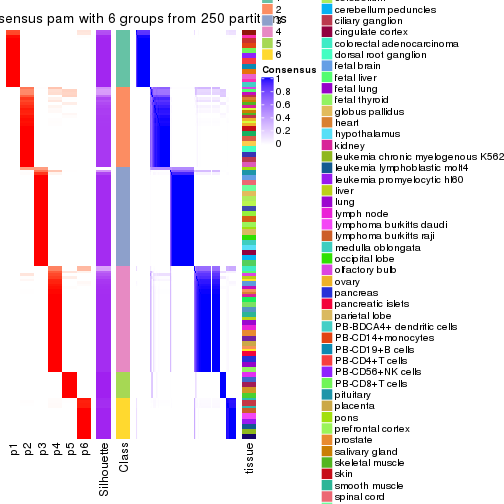 sensus pam with 6 groups from 250 partit
2
3
4
5
6
Consensus
1
0.8
0.6
0.4
0.2
0
cerebellum peduncles
ciliary ganglion
cingulate cortex
colorectal adenocarcinoma
dorsal root ganglion
fetal brain
fetal liver
fetal lung
fetal thyroid
globus pallidus
heart
hypothalamus
kidney
leukemia chronic myelogenous K562
leukemia lymphoblastic molt4
leukemia promyelocytic hl60
liver
lung
lymph node
lymphoma burkitts daudi
lymphoma burkitts raji
medulla oblongata
occipital lobe
olfactory bulb
ovary
pancreas
pancreatic islets
parietal lobe
PB-BDCA4+ dendritic cells
PB-CD14+monocytes
PB-CD19+B cells
PB-CD4+T cells
PB-CD56+NK cells
PB-CD8+T cells
pituitary
placenta
pons
prefrontal cortex
prostate
salivary gland
skeletal muscle
skin
smooth muscle
spinal cord
p1
p2
p3
p4
p5
p6
Silhouette
Class
tissue